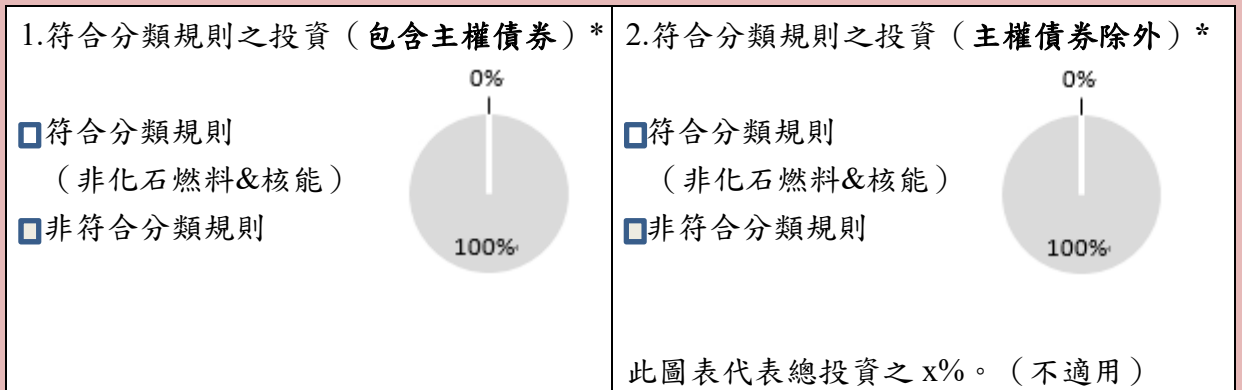 1.符合分類規則之投資（包含主權債券）*
0%
符合分類規則
（非化石燃料&核能）
非符合分類規則
100%
2.符合分類規則之投資（主權債券除外）*
0%
符合分類規則
（非化石燃料&核能）
非符合分類規則
100%
此圖表代表總投資之 x%。（不適用）